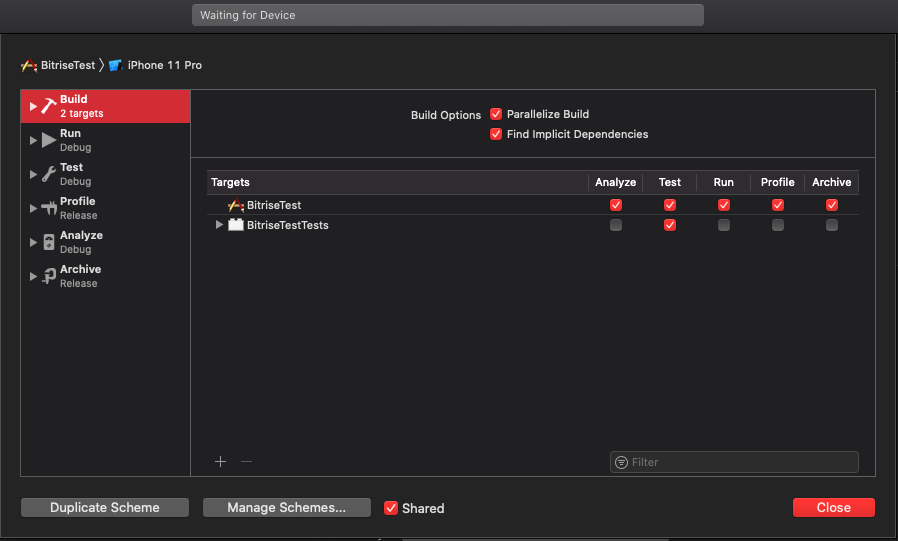 Waiting for Device
BitriseTest iPhone 11 Pro
Build
2 targets
Run
Debug
Test
Debug
Profile
Release
Analyze
Debug
Archive
Release
Build Options Parallelize Build
Find Implicit Dependencies
Targets Analyze Test Run Profile Archive
BitriseTest
BitriseTestTests
Filter
Duplicate Scheme Manage Schemes... Shared Close